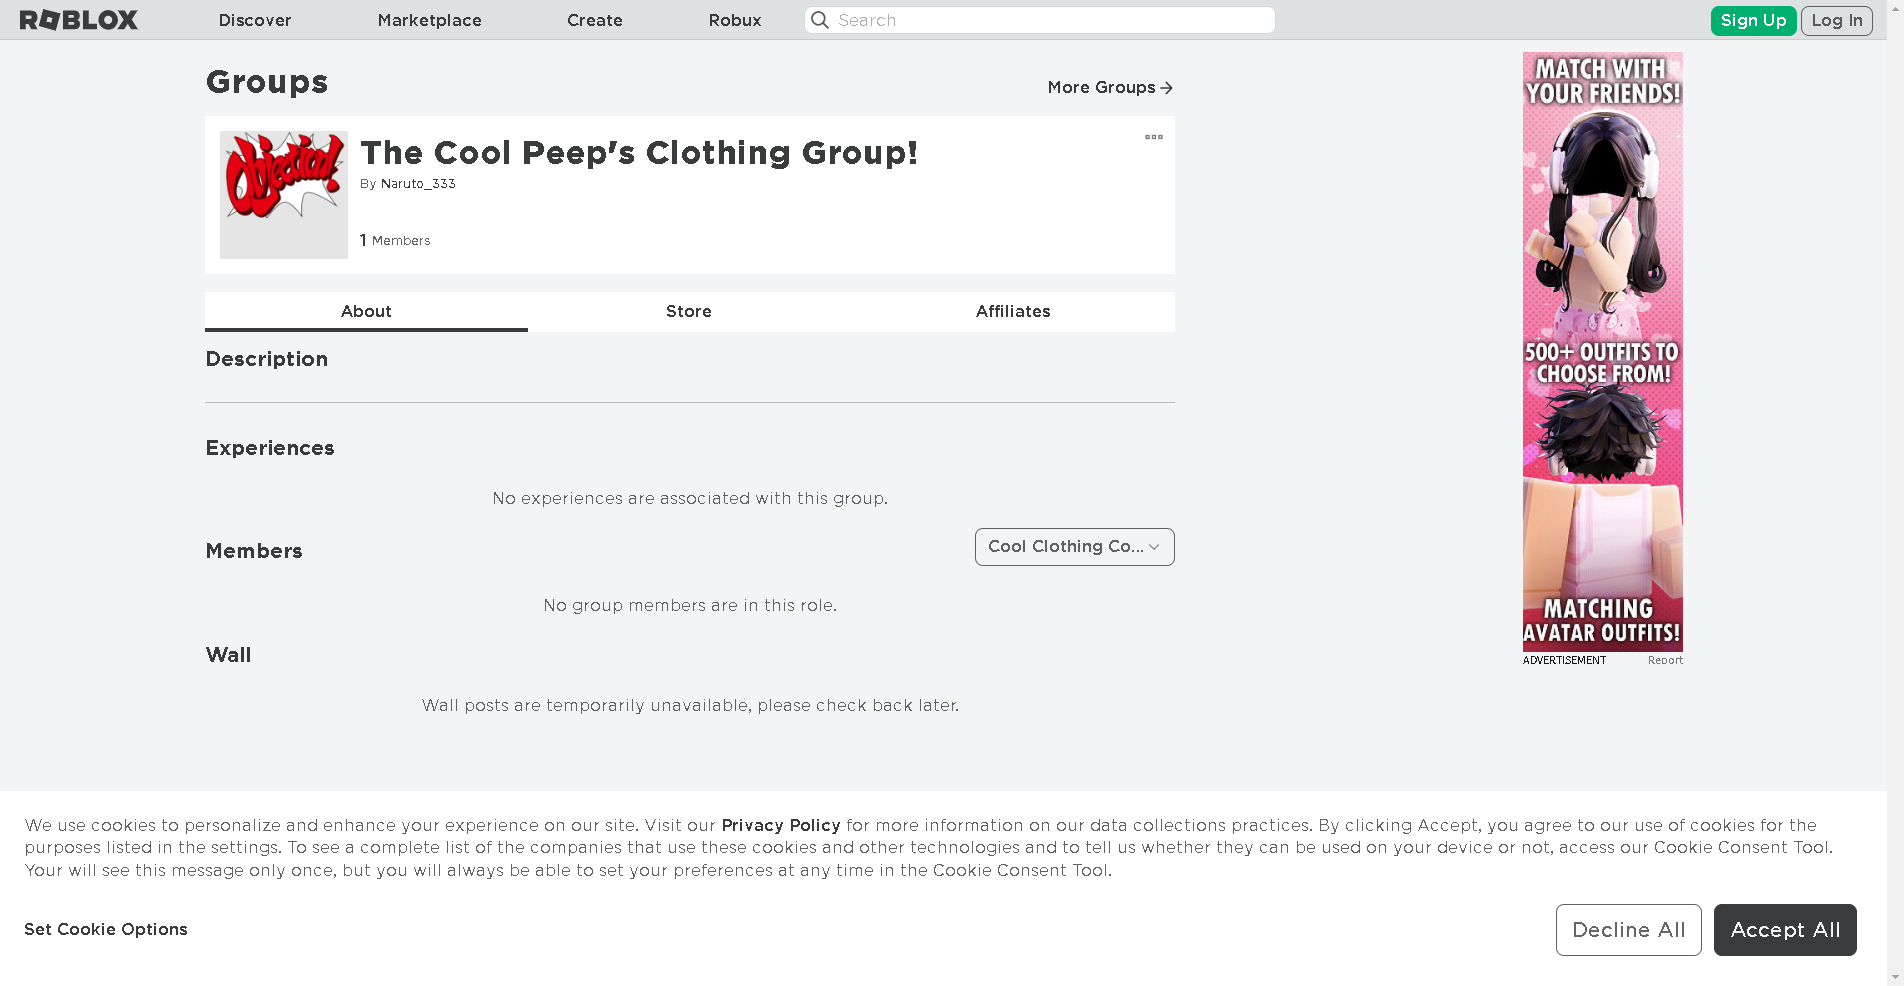 ROBLOX
Discover
Marketplace
Create
Robux
Search
Sign Up
Log In
Groups
More Groups
Objection!
The Cool Peep's Clothing Group!
By Naruto_333
1 Members
About
Store
Affiliates
Description
Experiences
No experiences are associated with this group.
Members
Cool Clothing Co...
No group members are in this role.
Wall
Wall posts are temporarily unavailable, please check back later.
MATCH WITH
YOUR FRIENDS!
500+ OUTFITS TO
CHOOSE FROM!
MATCHING
AVATAR OUTFITS!
ADVERTISEMENT
Report
We use cookies to personalize and enhance your experience on our site. Visit our Privacy Policy for more information on our data collections practices. By clicking Accept, you agree to our use of cookies for the
purposes listed in the settings. To see a complete list of the companies that use these cookies and other technologies and to tell us whether they can be used on your device or not, access our Cookie Consent Tool.
Your will see this message only once, but you will always be able to set your preferences at any time in the Cookie Consent Tool.
Set Cookie Options
Decline All
Accept All